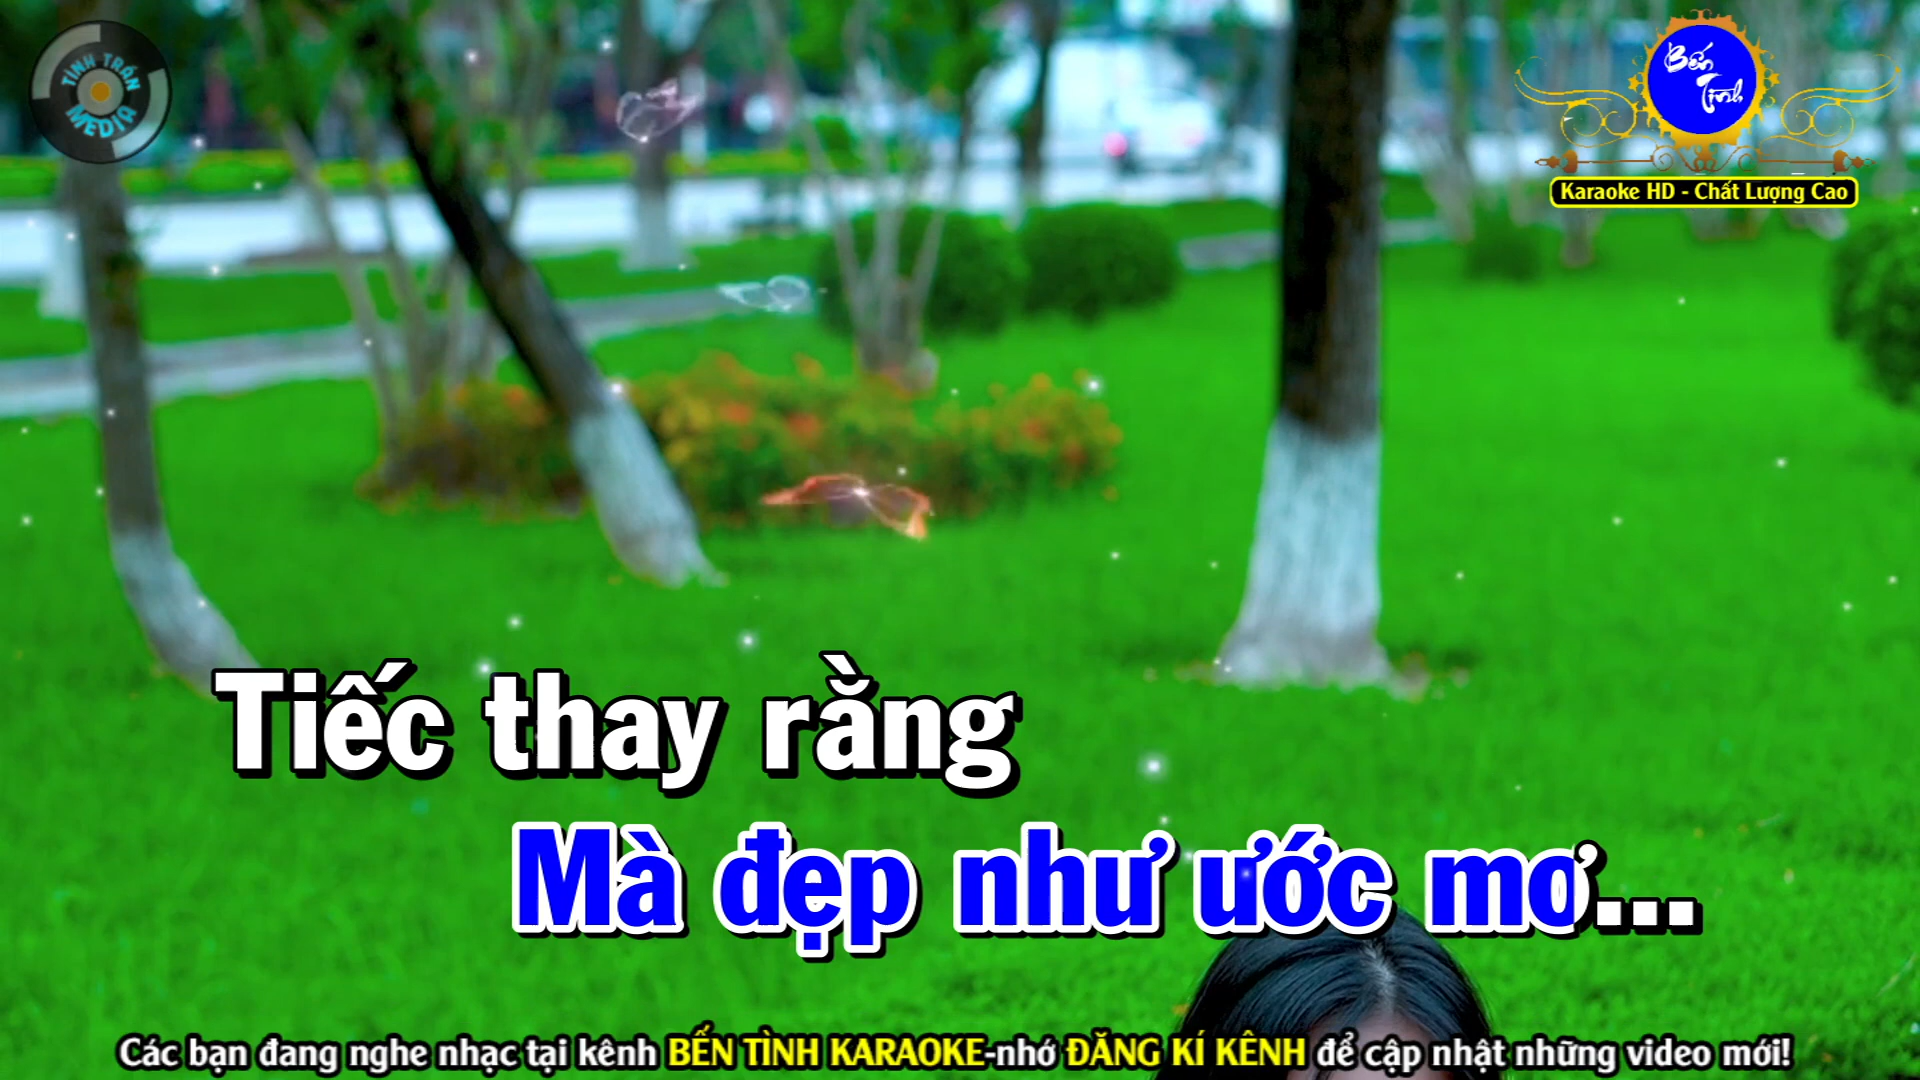 TÌNH TRẦN
MEDIA
Bến
Tình
Karaoke HD - Chất Lượng Cao
Tiếc thay rằng
Mà đẹp như ước mơ...
Các bạn đang nghe nhạc tại kênh BẾN TÌNH KARAOKE-nhớ ĐĂNG KÍ KÊNH để cập nhật những video mới!